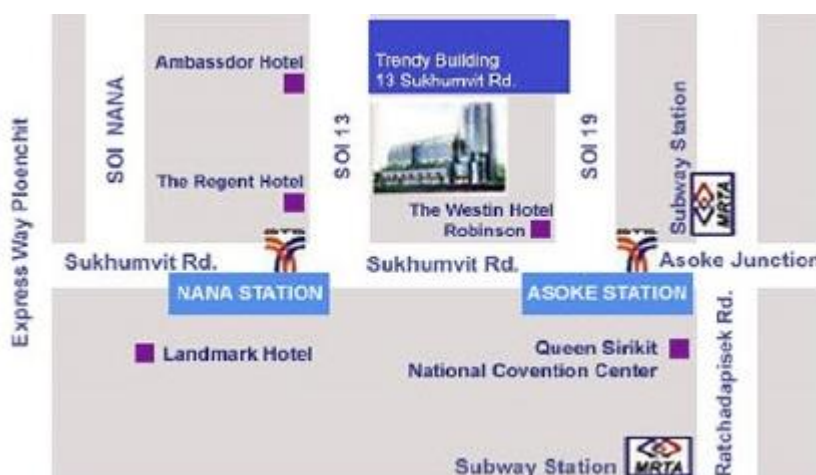 Ambassdor Hotel
Trendy Building
13 Sukhumvit Rd.
Express Way Ploenchit
SOI NANA
SOI 13
SOI 19
Subway Station
MRTA
The Regent Hotel
The Westin Hotel
Robinson
BTS
BTS
Sukhumvit Rd.
Sukhumvit Rd.
Asoke Junction
NANA STATION
ASOKE STATION
Landmark Hotel
Queen Sirikit
National Covention Center
Ratchadapisek Rd.
Subway Station
MRTA